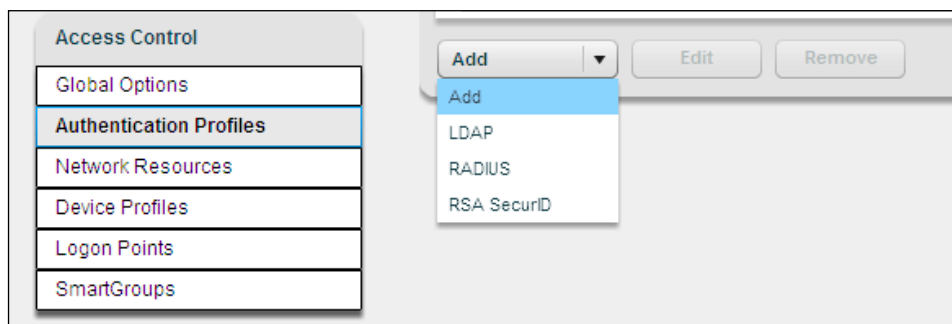 Access Control
Global Options
Authentication Profiles
Network Resources
Device Profiles
Logon Points
SmartGroups
Add
Edit
Remove
Add
LDAP
RADIUS
RSA SecurID